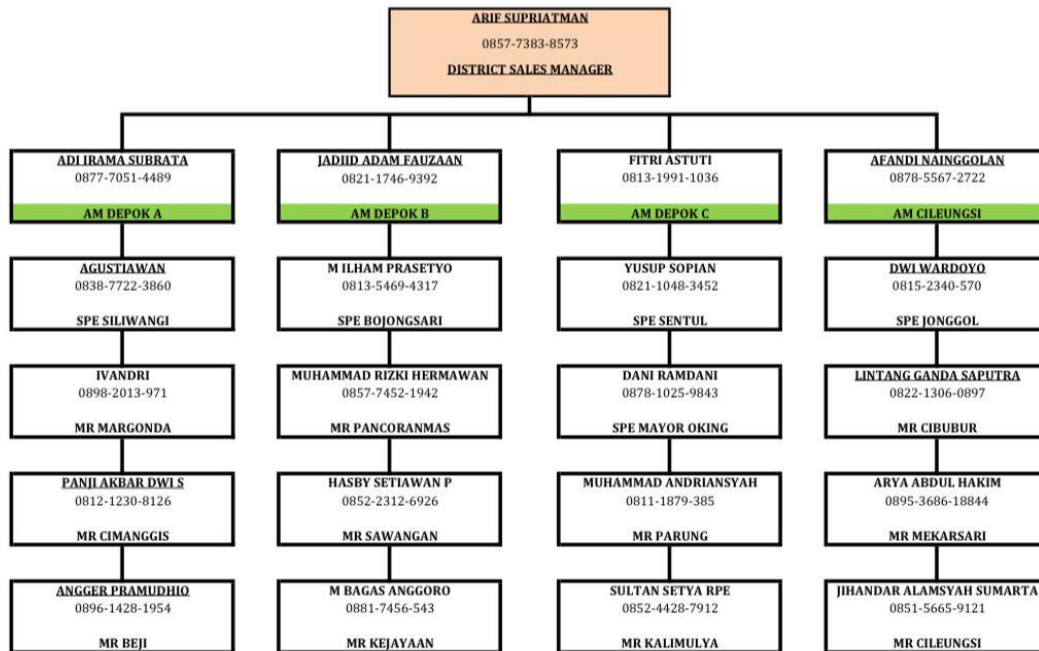 ARIF SUPRIATMAN
0857-7383-8573
DISTRICT SALES MANAGER
ADI IRAMA SUBRATA
0877-7051-4489
AM DEPOK A
JADIID ADAM FAUZAAN
0821-1746-9392
AM DEPOK B
FITRI ASTUTI
0813-1991-1036
AM DEPOK C
AFANDI NAINGGOLAN
0878-5567-2722
AM CILEUNGSI
AGUSTIAWAN
0838-7722-3860
SPE SILIWANGI
M ILHAM PRASETYO
0813-5469-4317
SPE BOJONGSARI
YUSUP SOPIAN
0821-1048-3452
SPE SENTUL
DWI WARDOYO
0815-2340-570
SPE JONGGOL
IVANDRI
0898-2013-971
MR MARGONDA
MUHAMMAD RIZKI HERMAWAN
0857-7452-1942
MR PANCORANMAS
DANI RAMDANI
0878-1025-9843
SPE MAYOR OKING
LINTANG GANDA SAPUTRA
0822-1306-0897
MR CIBUBUR
PANJI AKBAR DWI S
0812-1230-8126
MR CIMANGGIS
HASBY SETIAWAN P
0852-2312-6926
MR SAWANGAN
MUHAMMAD ANDRIANSYAH
0811-1879-385
MR PARUNG
ARYA ABDUL HAKIM
0895-3686-18844
MR MEKARSARI
ANGGER PRAMUDHIO
0896-1428-1954
MR BEJI
M BAGAS ANGGORO
0881-7456-543
MR KEJAYAAN
SULTAN SETYA RPE
0852-4428-7912
MR KALIMULYA
JIHANDAR ALAMSYAH SUMARTA
0851-5665-9121
MR CILEUNGSI